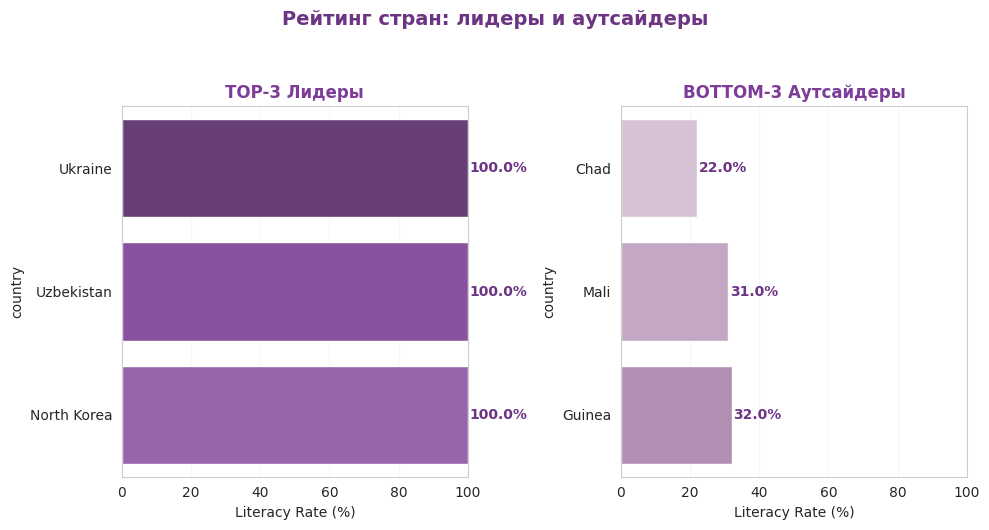 Рейтинг стран: лидеры и аутсайдеры
TOP-3 Лидеры
country
Ukraine
100.0%
Uzbekistan
100.0%
North Korea
100.0%
0 20 40 60 80 100
Literacy Rate (%)
BOTTOM-3 Аутсайдеры
country
Chad
22.0%
Mali
31.0%
Guinea
32.0%
0 20 40 60 80 100
Literacy Rate (%)